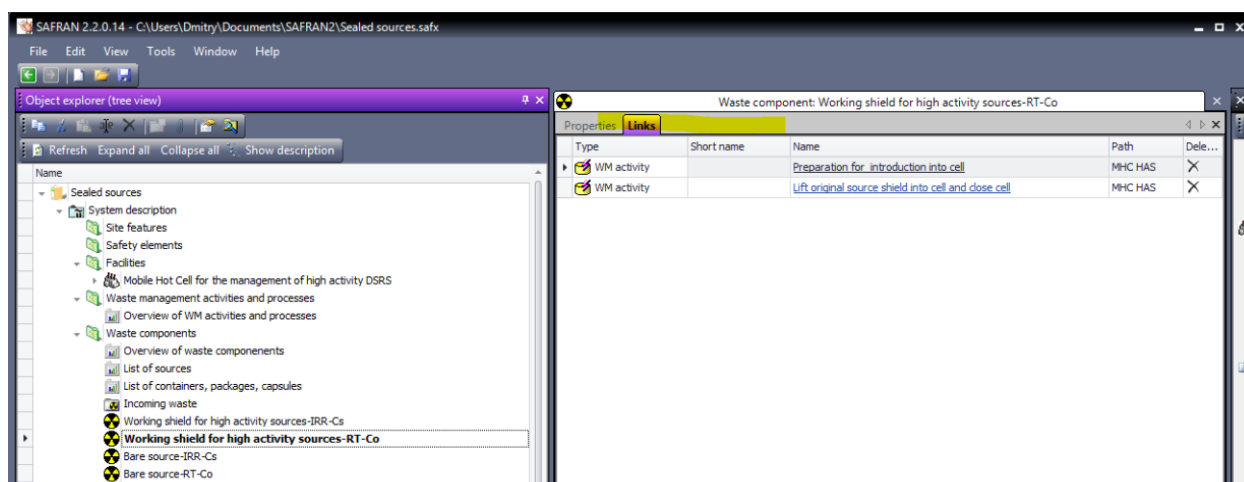 SAFRAN 2.2.0.14 - C:\Users\Dmitry\Documents\SAFRAN2\Sealed sources.safx
File Edit View Tools Window Help
Object explorer (tree view)
Refresh Expand all Collapse all Show description
Name
Sealed sources
System description
Site features
Safety elements
Facilities
Mobile Hot Cell for the management of high activity DSRS
Waste management activities and processes
Overview of WM activities and processes
Waste components
Overview of waste componenents
List of sources
List of containers, packages, capsules
Incoming waste
Working shield for high activity sources-IRR-Cs
Working shield for high activity sources-RT-Co
Bare source-IRR-Cs
Bare source-RT-Co
Waste component: Working shield for high activity sources-RT-Co
Properties Links
Type Short name Name Path Dele...
WM activity Preparation for introduction into cell MHC HAS
WM activity Lift original source shield into cell and close cell MHC HAS